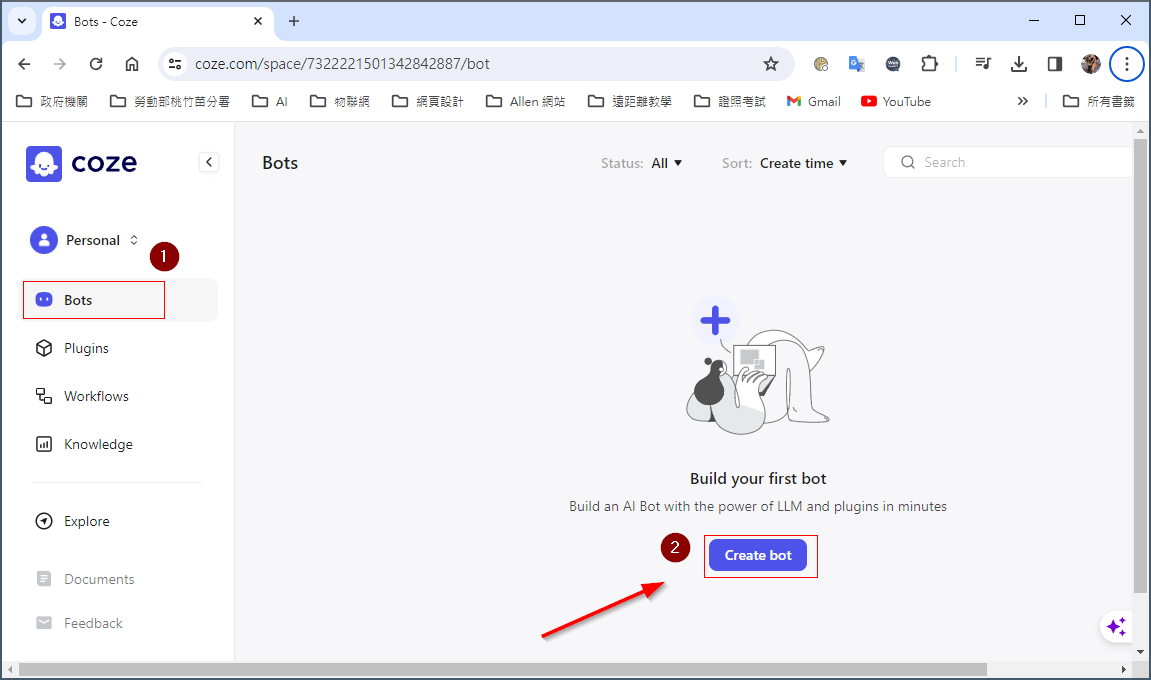 Bots - Coze
coze.com/space/7322221501342842887/bot
政府機關 勞動部桃竹苗分署 AI 物聯網 網頁設計 Allen 網站 遠距離教學 證照考試 Gmail YouTube 所有書籤
coze
Bots
Status: All
Sort: Create time
Search
Personal
1
Bots
Plugins
Workflows
Knowledge
Explore
Documents
Feedback
Build your first bot
Build an AI Bot with the power of LLM and plugins in minutes
2
Create bot